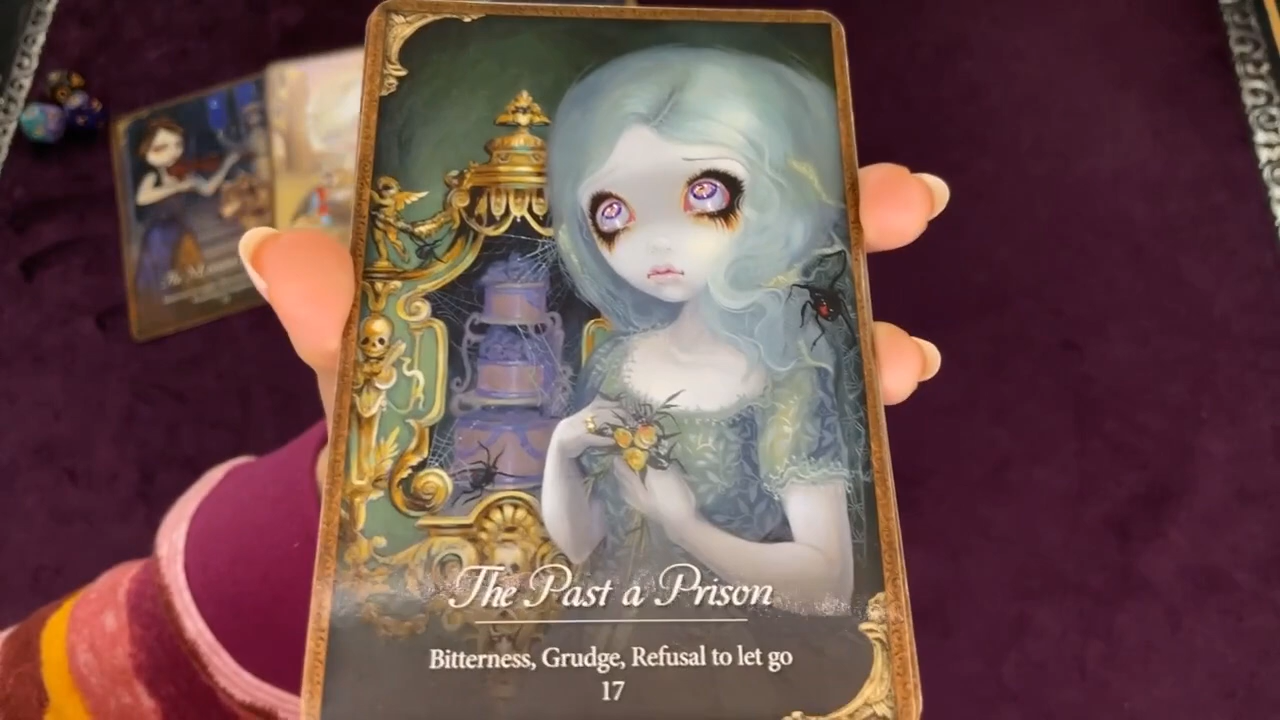 The Past a Prison
Bitterness, Grudge, Refusal to let go
17